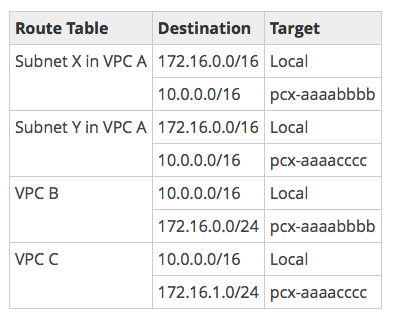 Route Table Destination Target
Subnet X in VPC A 172.16.0.0/16 Local
10.0.0.0/16 pcx-aaaabbbb
Subnet Y in VPC A 172.16.0.0/16 Local
10.0.0.0/16 pcx-aaaacccc
VPC B 10.0.0.0/16 Local
172.16.0.0/24 pcx-aaaabbbb
VPC C 10.0.0.0/16 Local
172.16.1.0/24 pcx-aaaacccc